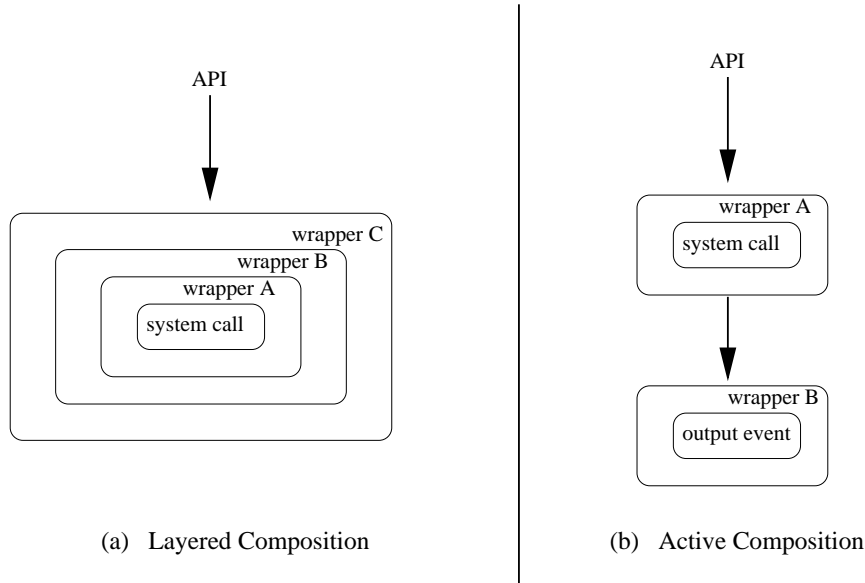 API
wrapper C
wrapper B
wrapper A
system call
(a) Layered Composition
API
wrapper A
system call
wrapper B
output event
(b) Active Composition